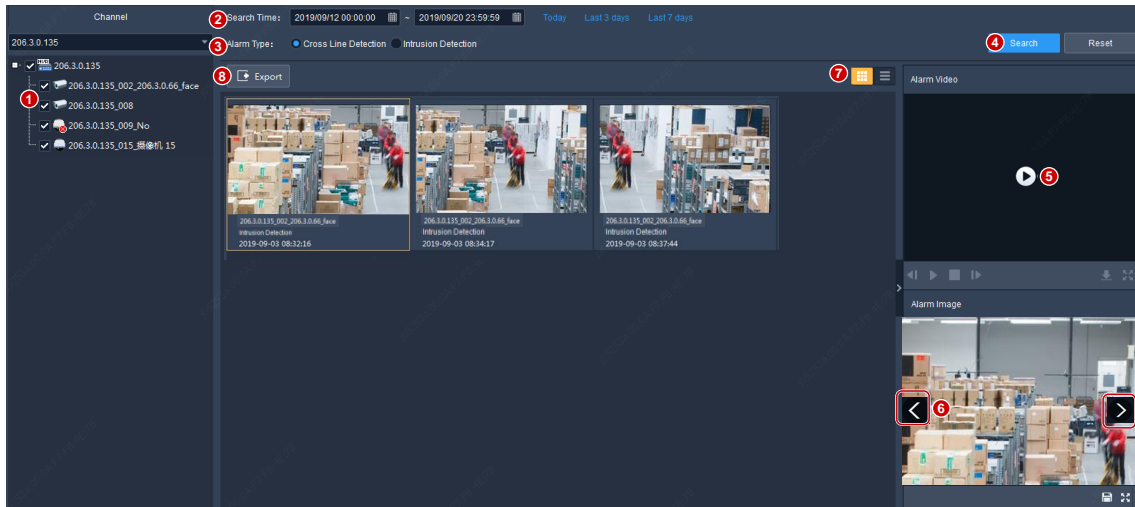 Channel
206.3.0.135
206.3.0.135
1
206.3.0.135_002_206.3.0.66_face
206.3.0.135_008
206.3.0.135_009_No
206.3.0.135_015_摄像机 15
2 Search Time: 2019/09/12 00:00:00 ~ 2019/09/20 23:59:59 Today Last 3 days Last 7 days
3 Alarm Type: Cross Line Detection Intrusion Detection
4 Search Reset
8 Export 7
206.3.0.135_002_206.3.0.66_face
Intrusion Detection
2019-09-03 08:32:16
206.3.0.135_002_206.3.0.66_face
Intrusion Detection
2019-09-03 08:34:17
206.3.0.135_002_206.3.0.66_face
Intrusion Detection
2019-09-03 08:37:44
Alarm Video
5
Alarm Image
6